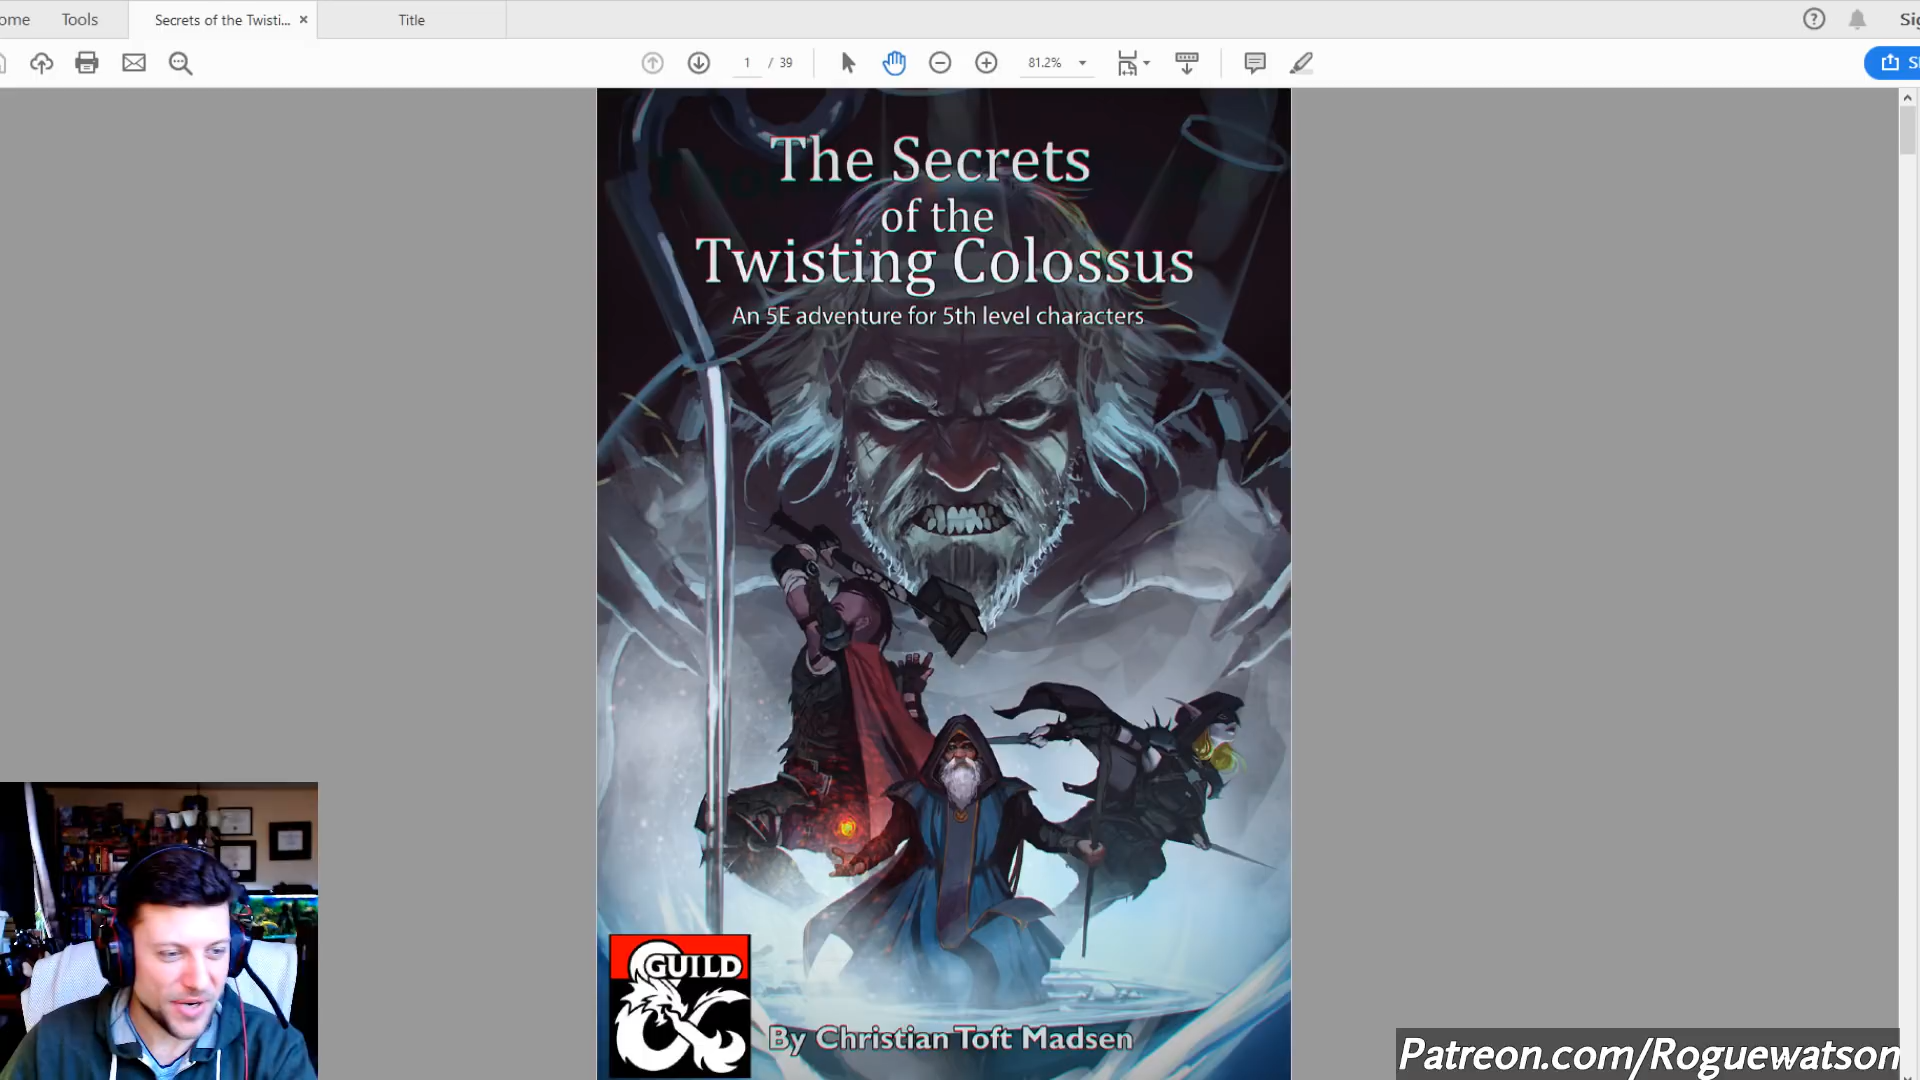 ome Tools Secrets of the Twisti... × Title Sig
1 / 39 81.2% S
The Secrets
of the
Twisting Colossus
An 5E adventure for 5th level characters
GUILD
By Christian Toft Madsen
Patreon.com/Roguewatson